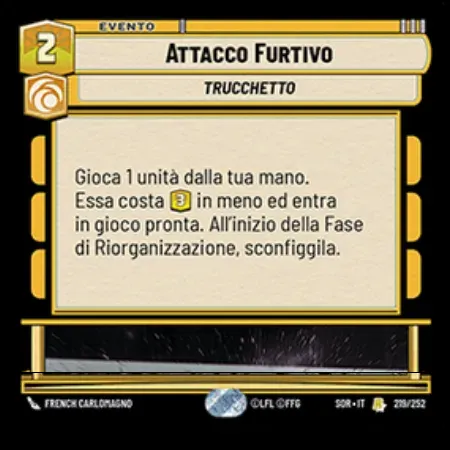 EVENTO
2
ATTACCO FURTIVO
TRUCCHETTO
Gioca 1 unità dalla tua mano.
Essa costa 3 in meno ed entra
in gioco pronta. All'inizio della Fase
di Riorganizzazione, sconfiggila.
FRENCH CARLOMAGNO ©LFL ©FFG SOR • IT R 219/252